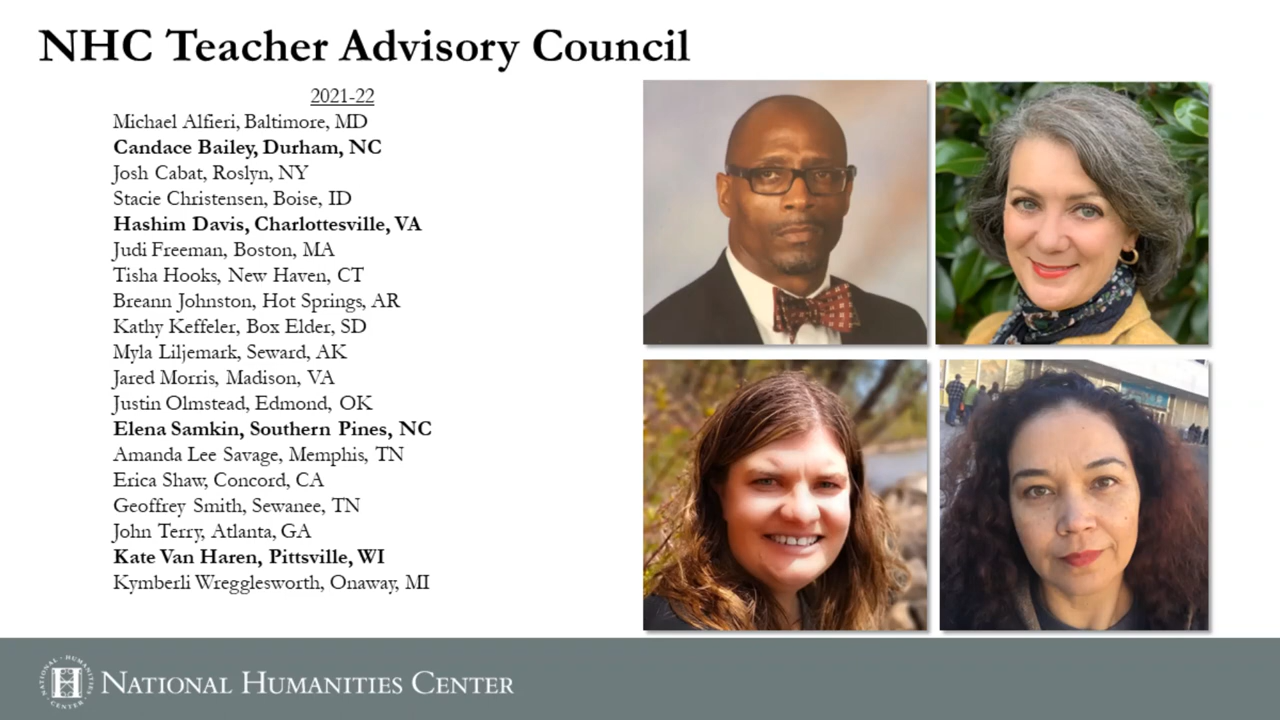 NHC Teacher Advisory Council
2021-22
Michael Alfieri, Baltimore, MD
Candace Bailey, Durham, NC
Josh Cabat, Roslyn, NY
Stacie Christensen, Boise, ID
Hashim Davis, Charlottesville, VA
Judi Freeman, Boston, MA
Tisha Hooks, New Haven, CT
Breann Johnston, Hot Springs, AR
Kathy Keffeler, Box Elder, SD
Myla Liljemark, Seward, AK
Jared Morris, Madison, VA
Justin Olmstead, Edmond, OK
Elena Samkin, Southern Pines, NC
Amanda Lee Savage, Memphis, TN
Erica Shaw, Concord, CA
Geoffrey Smith, Sewanee, TN
John Terry, Atlanta, GA
Kate Van Haren, Pittsville, WI
Kymberli Wregglesworth, Onaway, MI
NATIONAL · HUMANITIES · CENTER ·
H
NATIONAL HUMANITIES CENTER